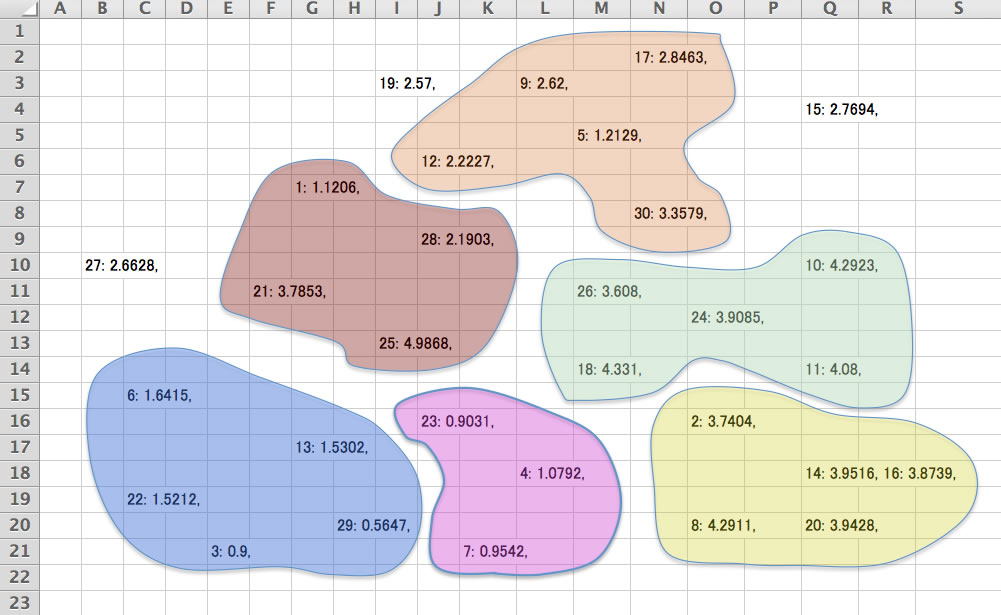 A B C D E F G H I J K L M N O P Q R S
1
2 17: 2.8463,
3 19: 2.57, 9: 2.62,
4 15: 2.7694,
5 5: 1.2129,
6 12: 2.2227,
7 1: 1.1206,
8 30: 3.3579,
9 28: 2.1903,
10 27: 2.6628, 10: 4.2923,
11 21: 3.7853, 26: 3.608,
12 24: 3.9085,
13 25: 4.9868,
14 18: 4.331, 11: 4.08,
15 6: 1.6415,
16 23: 0.9031, 2: 3.7404,
17 13: 1.5302,
18 4: 1.0792, 14: 3.9516, 16: 3.8739,
19 22: 1.5212,
20 29: 0.5647, 8: 4.2911, 20: 3.9428,
21 3: 0.9, 7: 0.9542,
22
23